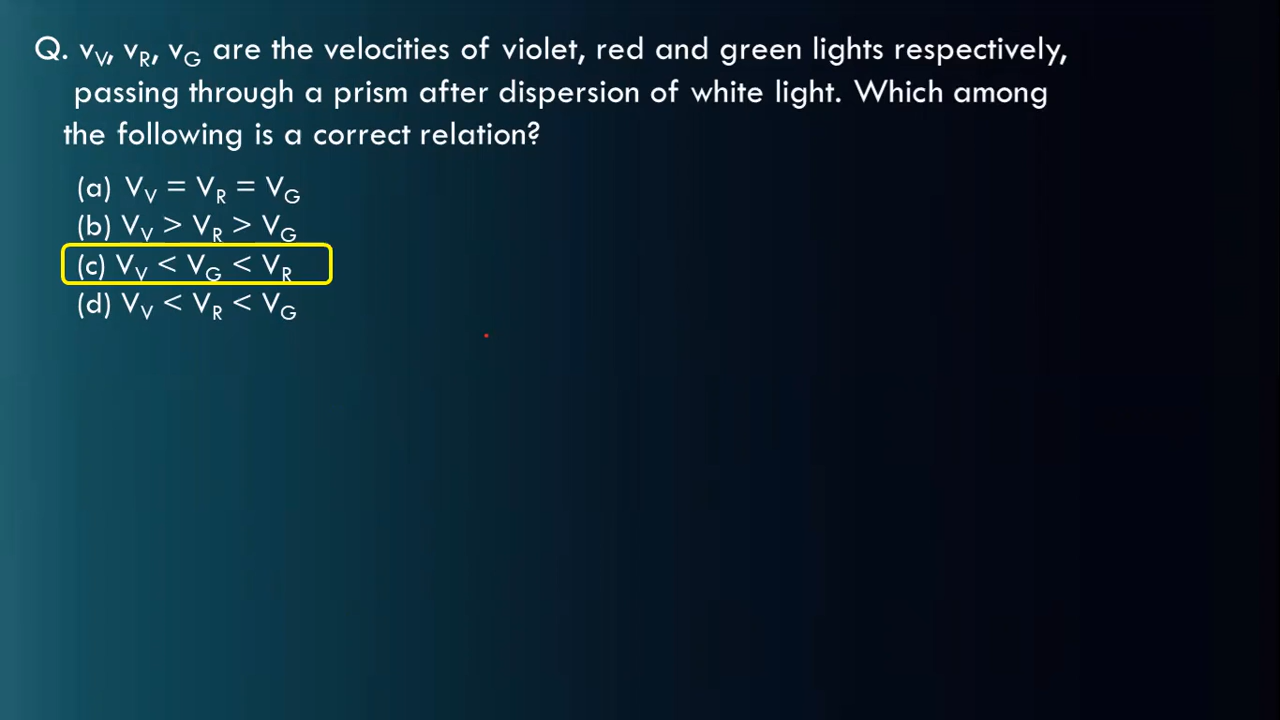 Q. vV, vR, vG are the velocities of violet, red and green lights respectively,
passing through a prism after dispersion of white light. Which among
the following is a correct relation?
(a) VV = VR = VG
(b) VV > VR > VG
(c) VV < VG < VR
(d) VV < VR < VG